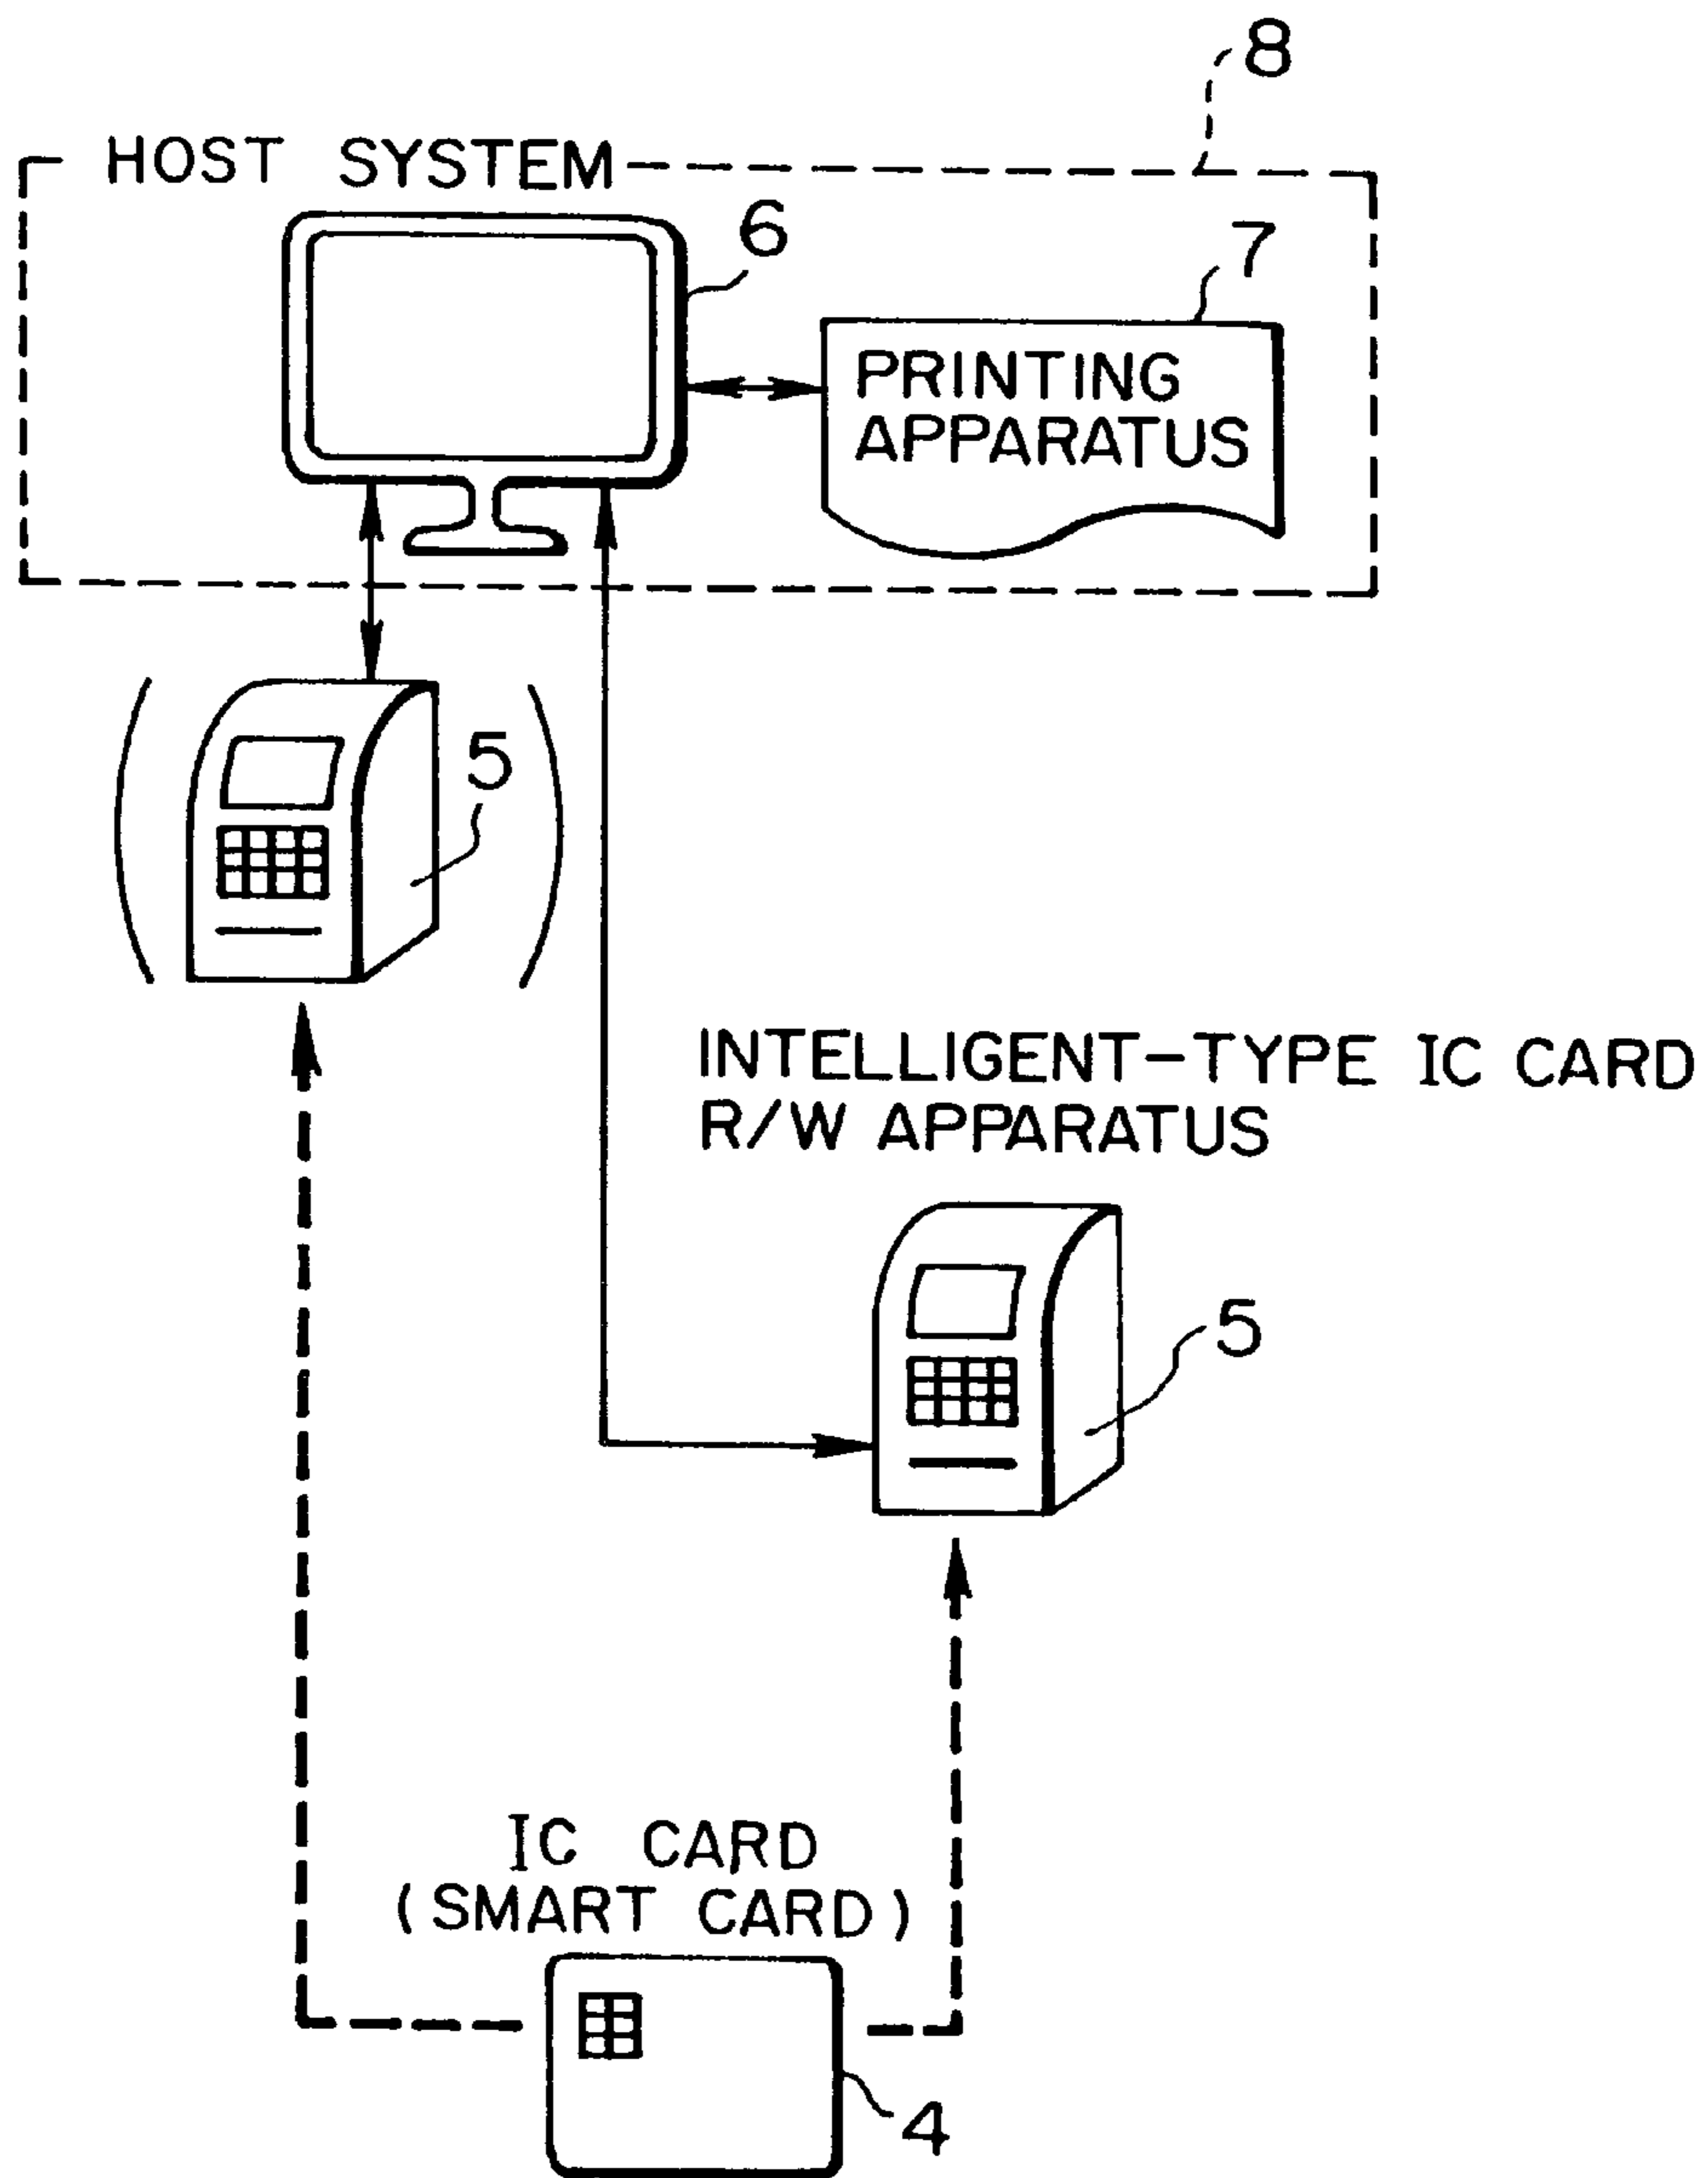 8
HOST SYSTEM
6
7
PRINTING
APPARATUS
5
INTELLIGENT-TYPE IC CARD
R/W APPARATUS
5
IC CARD
(SMART CARD)
4